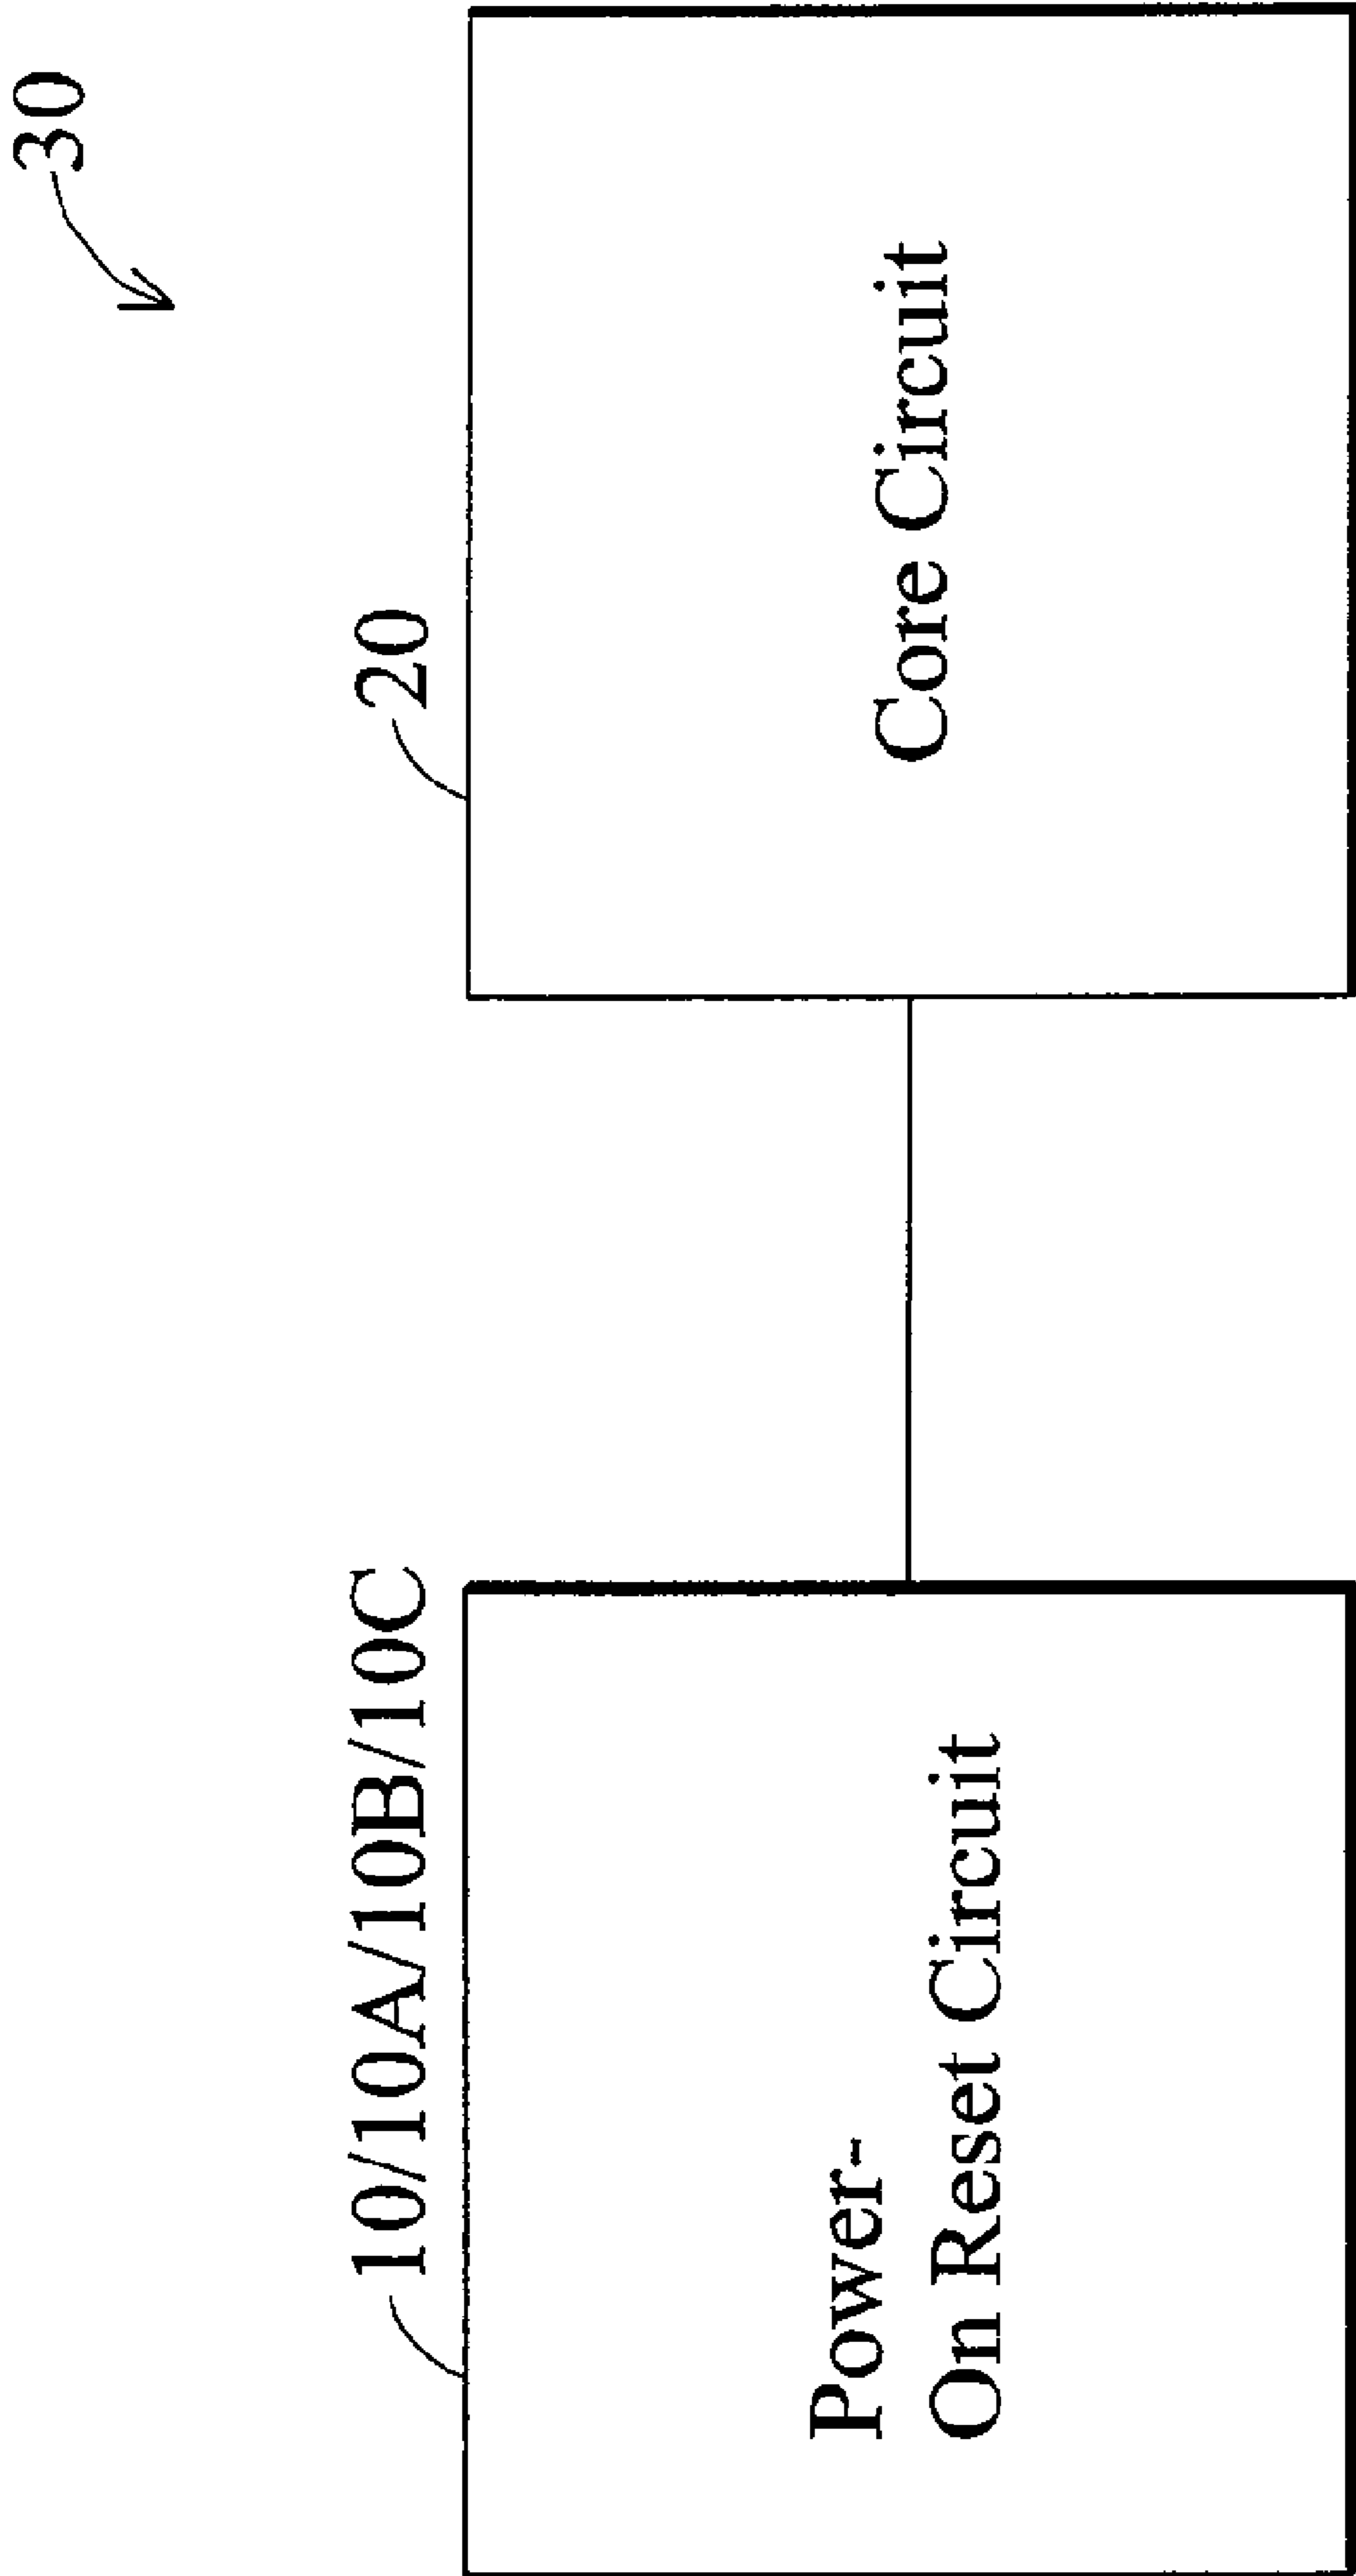 30
10/10A/10B/10C
20
Power-
On Reset Circuit
Core Circuit